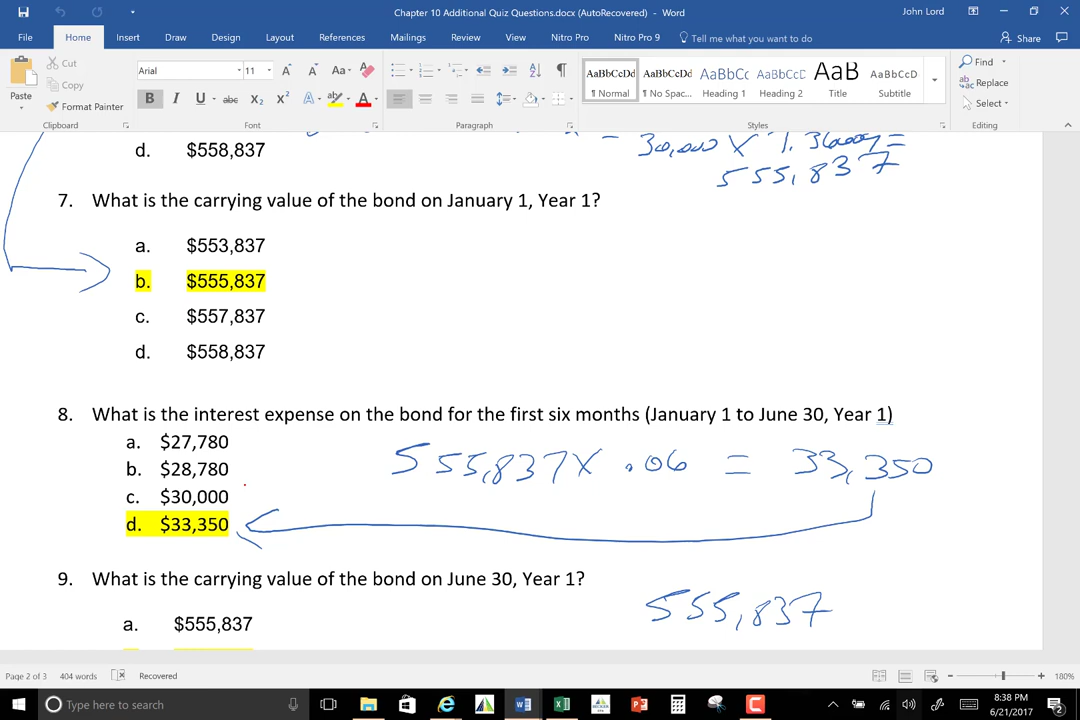 Chapter 10 Additional Quiz Questions.docx (AutoRecovered) - Word
John Lord
File Home Insert Draw Design Layout References Mailings Review View Nitro Pro Nitro Pro 9 Tell me what you want to do Share
Paste
Cut
Copy
Format Painter
Arial 11
Aa
B I U abc X2 X2 A ab A
AaBbCcDd AaBbCcDd AaBbCc AaBbCcD AaB AaBbCcD
¶ Normal ¶ No Spac... Heading 1 Heading 2 Title Subtitle
Find
Replace
Select
Clipboard Font Paragraph Styles Editing
d. $558,837
30,000 X
555,837
7. What is the carrying value of the bond on January 1, Year 1?
a. $553,837
b. $555,837
c. $557,837
d. $558,837
8. What is the interest expense on the bond for the first six months (January 1 to June 30, Year 1)
a. $27,780
b. $28,780
c. $30,000
d. $33,350
555,837 X .06 = 33,350
9. What is the carrying value of the bond on June 30, Year 1?
555,837
a. $555,837
Page 2 of 3 404 words Recovered 180%
Type here to search
8:38 PM
6/21/2017